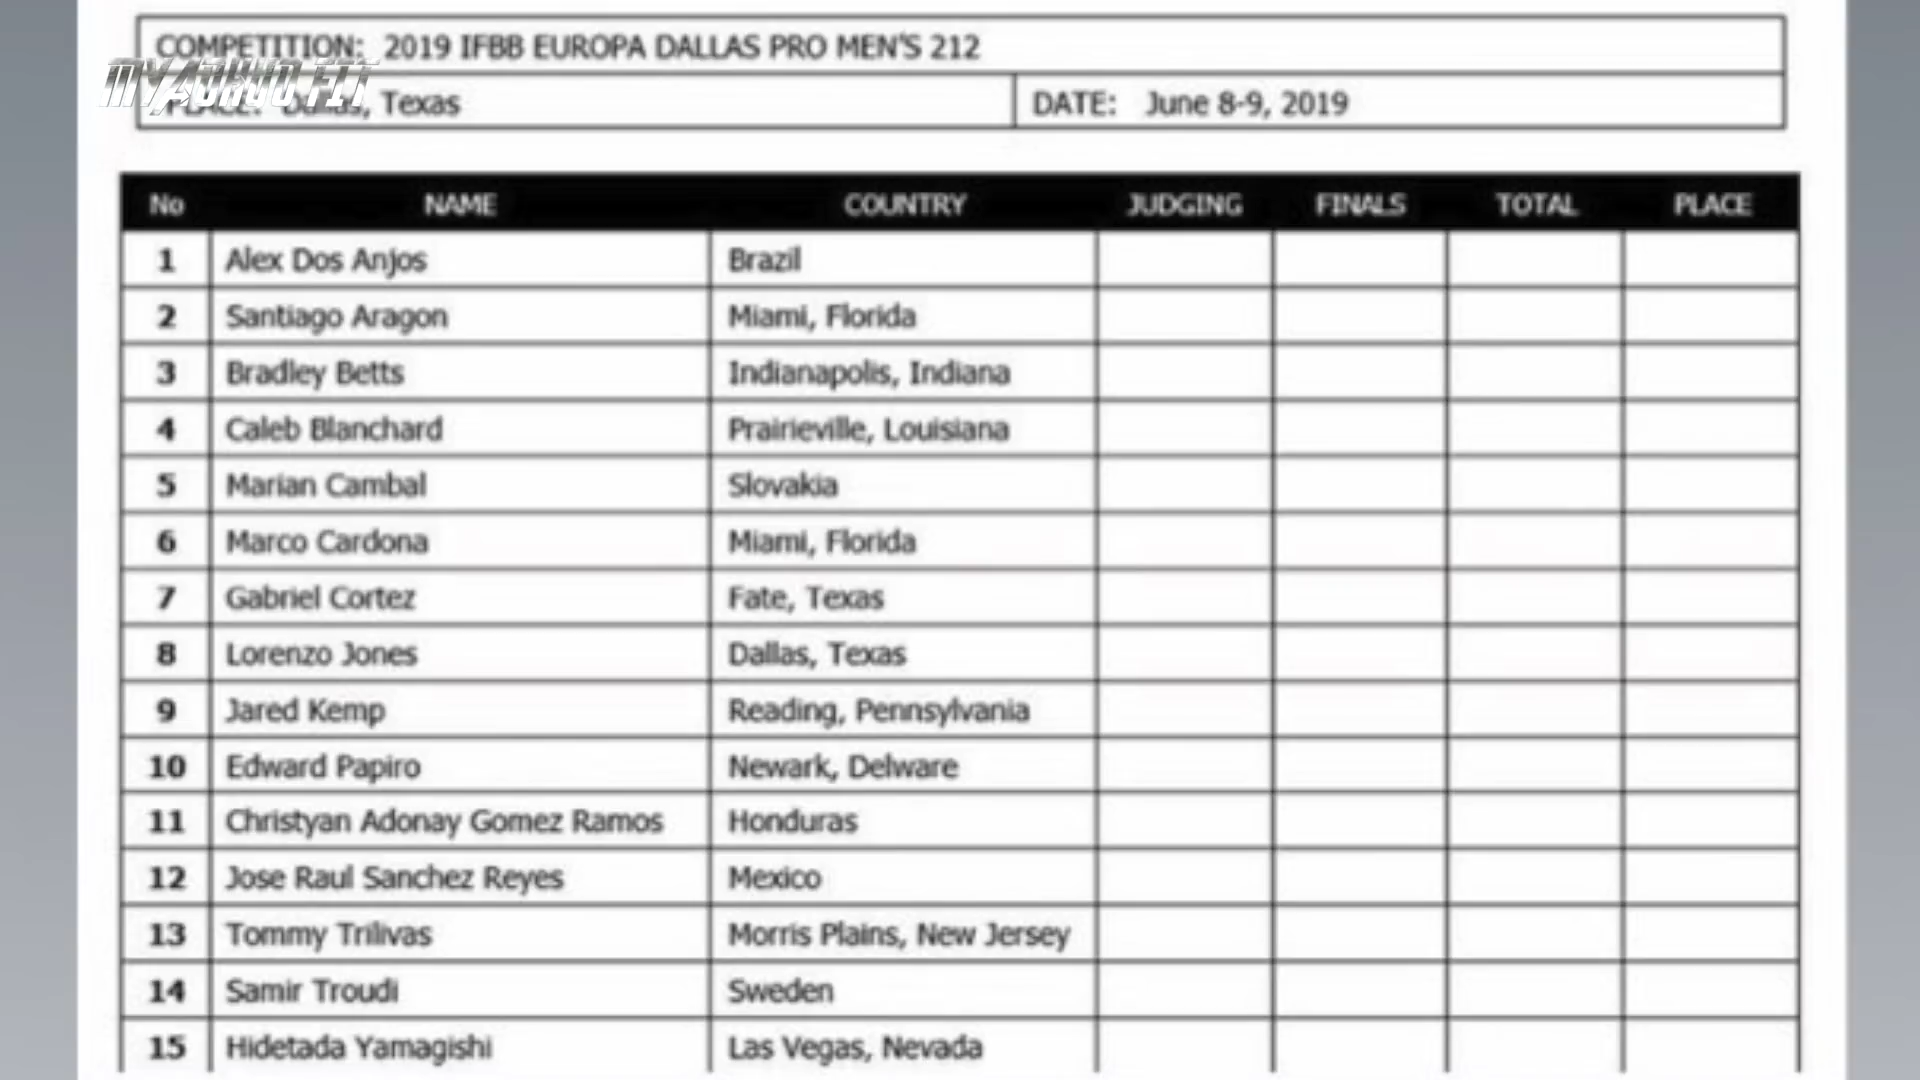 COMPETITION: 2019 IFBB EUROPA DALLAS PRO MEN'S 212
MYADHUO FIT
PLACE: Dallas, Texas DATE: June 8-9, 2019
No NAME COUNTRY JUDGING FINALS TOTAL PLACE
1 Alex Dos Anjos Brazil
2 Santiago Aragon Miami, Florida
3 Bradley Betts Indianapolis, Indiana
4 Caleb Blanchard Prairieville, Louisiana
5 Marian Cambal Slovakia
6 Marco Cardona Miami, Florida
7 Gabriel Cortez Fate, Texas
8 Lorenzo Jones Dallas, Texas
9 Jared Kemp Reading, Pennsylvania
10 Edward Papiro Newark, Delware
11 Christyan Adonay Gomez Ramos Honduras
12 Jose Raul Sanchez Reyes Mexico
13 Tommy Trilivas Morris Plains, New Jersey
14 Samir Troudi Sweden
15 Hidetada Yamagishi Las Vegas, Nevada